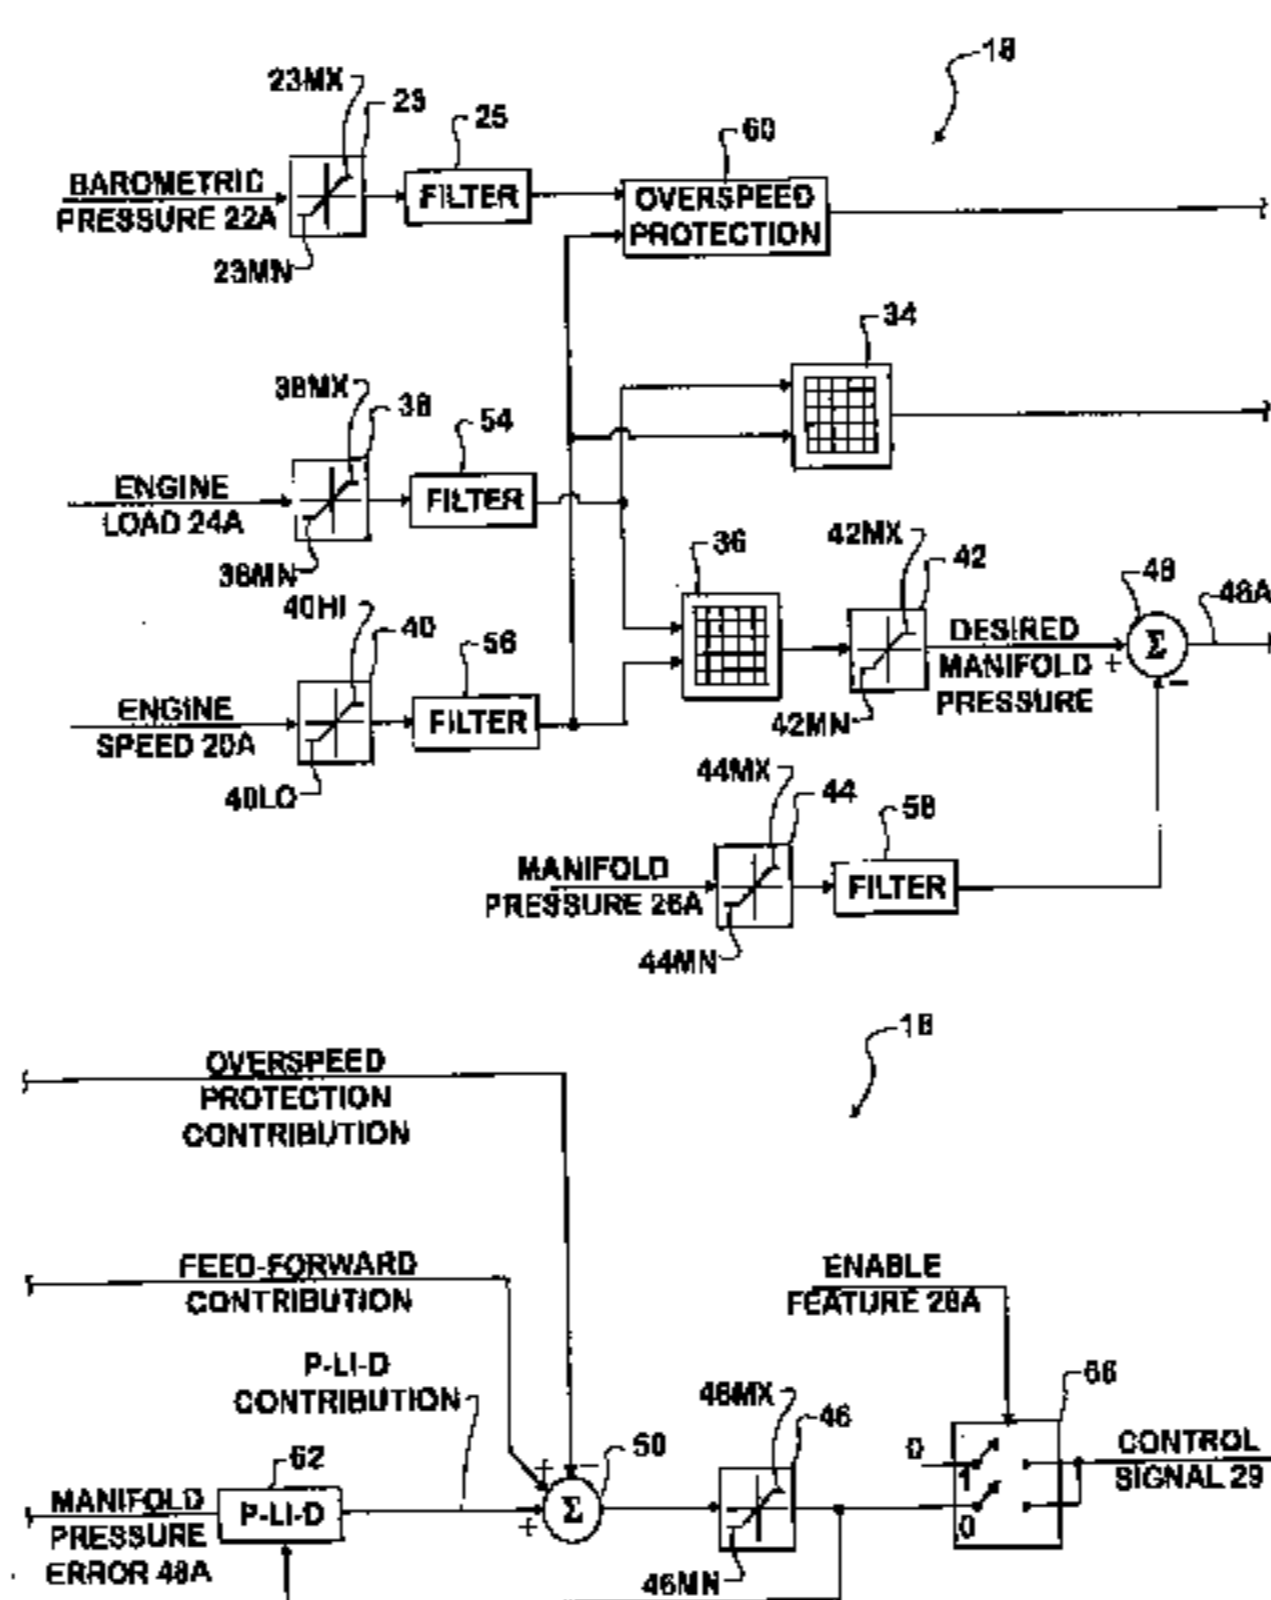 18
23MX
23
25
60
BAROMETRIC
PRESSURE 22A
FILTER
OVERSPEED
PROTECTION
23MN
34
38MX
38
54
ENGINE
LOAD 24A
FILTER
38MN
36
42MX
42
48
48A
40HI
40
56
DESIRED
MANIFOLD
PRESSURE
+
Σ
−
ENGINE
SPEED 20A
FILTER
42MN
40LO
44MX
44
58
MANIFOLD
PRESSURE 26A
FILTER
44MN
18
OVERSPEED
PROTECTION
CONTRIBUTION
FEED-FORWARD
CONTRIBUTION
ENABLE
FEATURE 28A
P-LI-D
CONTRIBUTION
46MX
46
66
62
50
+
−
0
1
CONTROL
SIGNAL 29
MANIFOLD
PRESSURE
ERROR 48A
P-LI-D
+
Σ
0
46MN